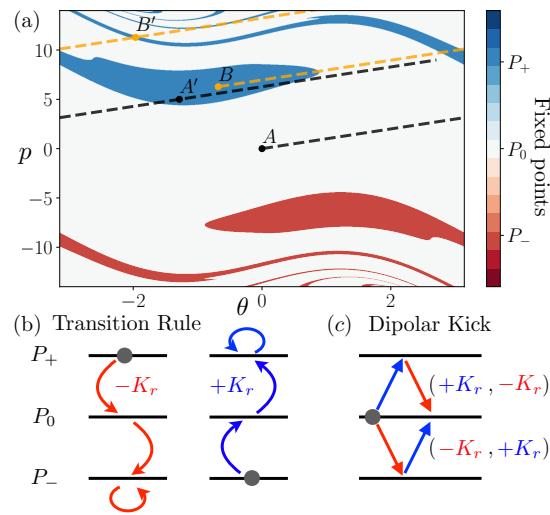 (a)
B′
10
A′
B
5
p
A
0
−5
−10
−2
0
2
θ
P₊
P₀
P₋
Fixed points
(b) Transition Rule
(c) Dipolar Kick
P₊
−Kᵣ
+Kᵣ
(+Kᵣ, −Kᵣ)
P₀
(−Kᵣ, +Kᵣ)
P₋